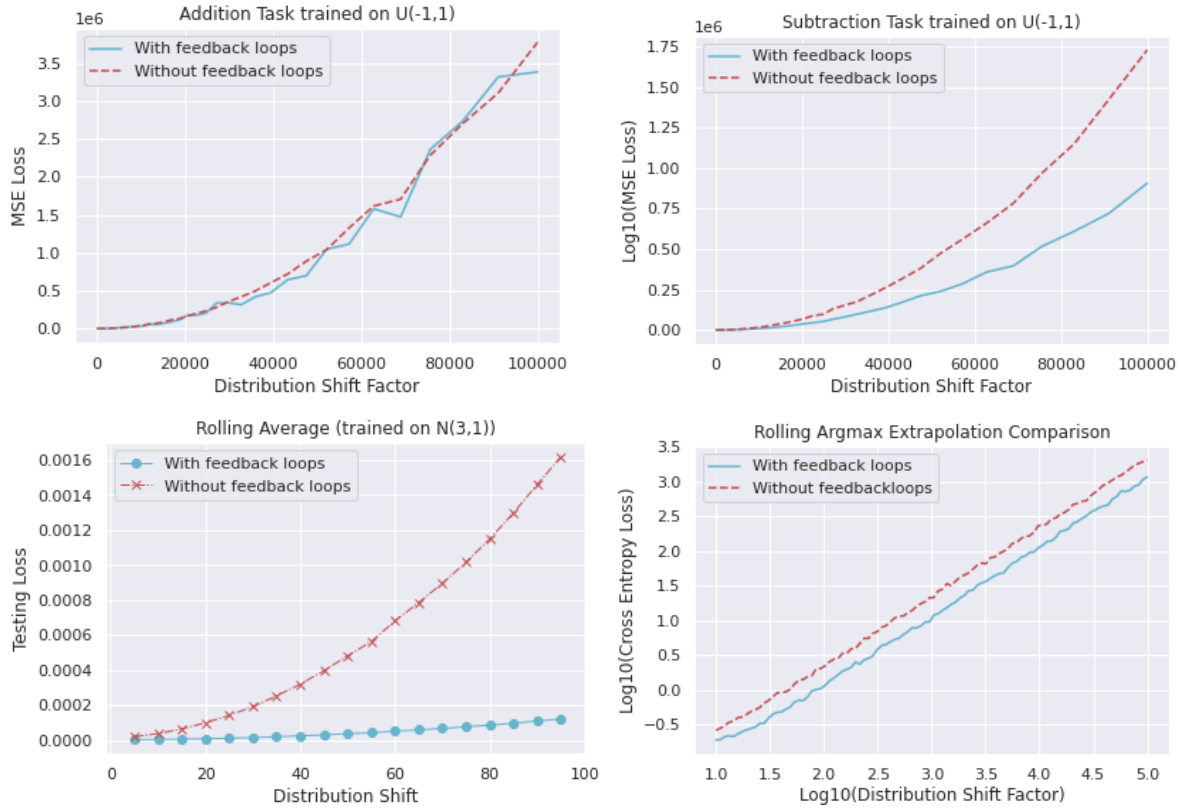 Addition Task trained on U(-1,1)
1e6
With feedback loops
Without feedback loops
3.5
3.0
2.5
2.0
1.5
1.0
0.5
0.0
MSE Loss
0 20000 40000 60000 80000 100000
Distribution Shift Factor
Subtraction Task trained on U(-1,1)
1e6
With feedback loops
Without feedback loops
1.75
1.50
1.25
1.00
0.75
0.50
0.25
0.00
Log10(MSE Loss)
0 20000 40000 60000 80000 100000
Distribution Shift Factor
Rolling Average (trained on N(3,1))
With feedback loops
Without feedback loops
0.0016
0.0014
0.0012
0.0010
0.0008
0.0006
0.0004
0.0002
0.0000
Testing Loss
0 20 40 60 80 100
Distribution Shift
Rolling Argmax Extrapolation Comparison
With feedback loops
Without feedbackloops
3.5
3.0
2.5
2.0
1.5
1.0
0.5
0.0
−0.5
Log10(Cross Entropy Loss)
1.0 1.5 2.0 2.5 3.0 3.5 4.0 4.5 5.0
Log10(Distribution Shift Factor)